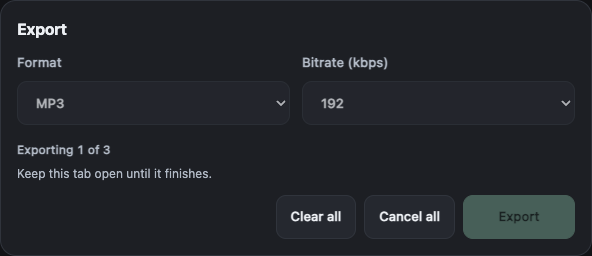 Export
Format Bitrate (kbps)
MP3 192
Exporting 1 of 3
Keep this tab open until it finishes.
Clear all Cancel all Export